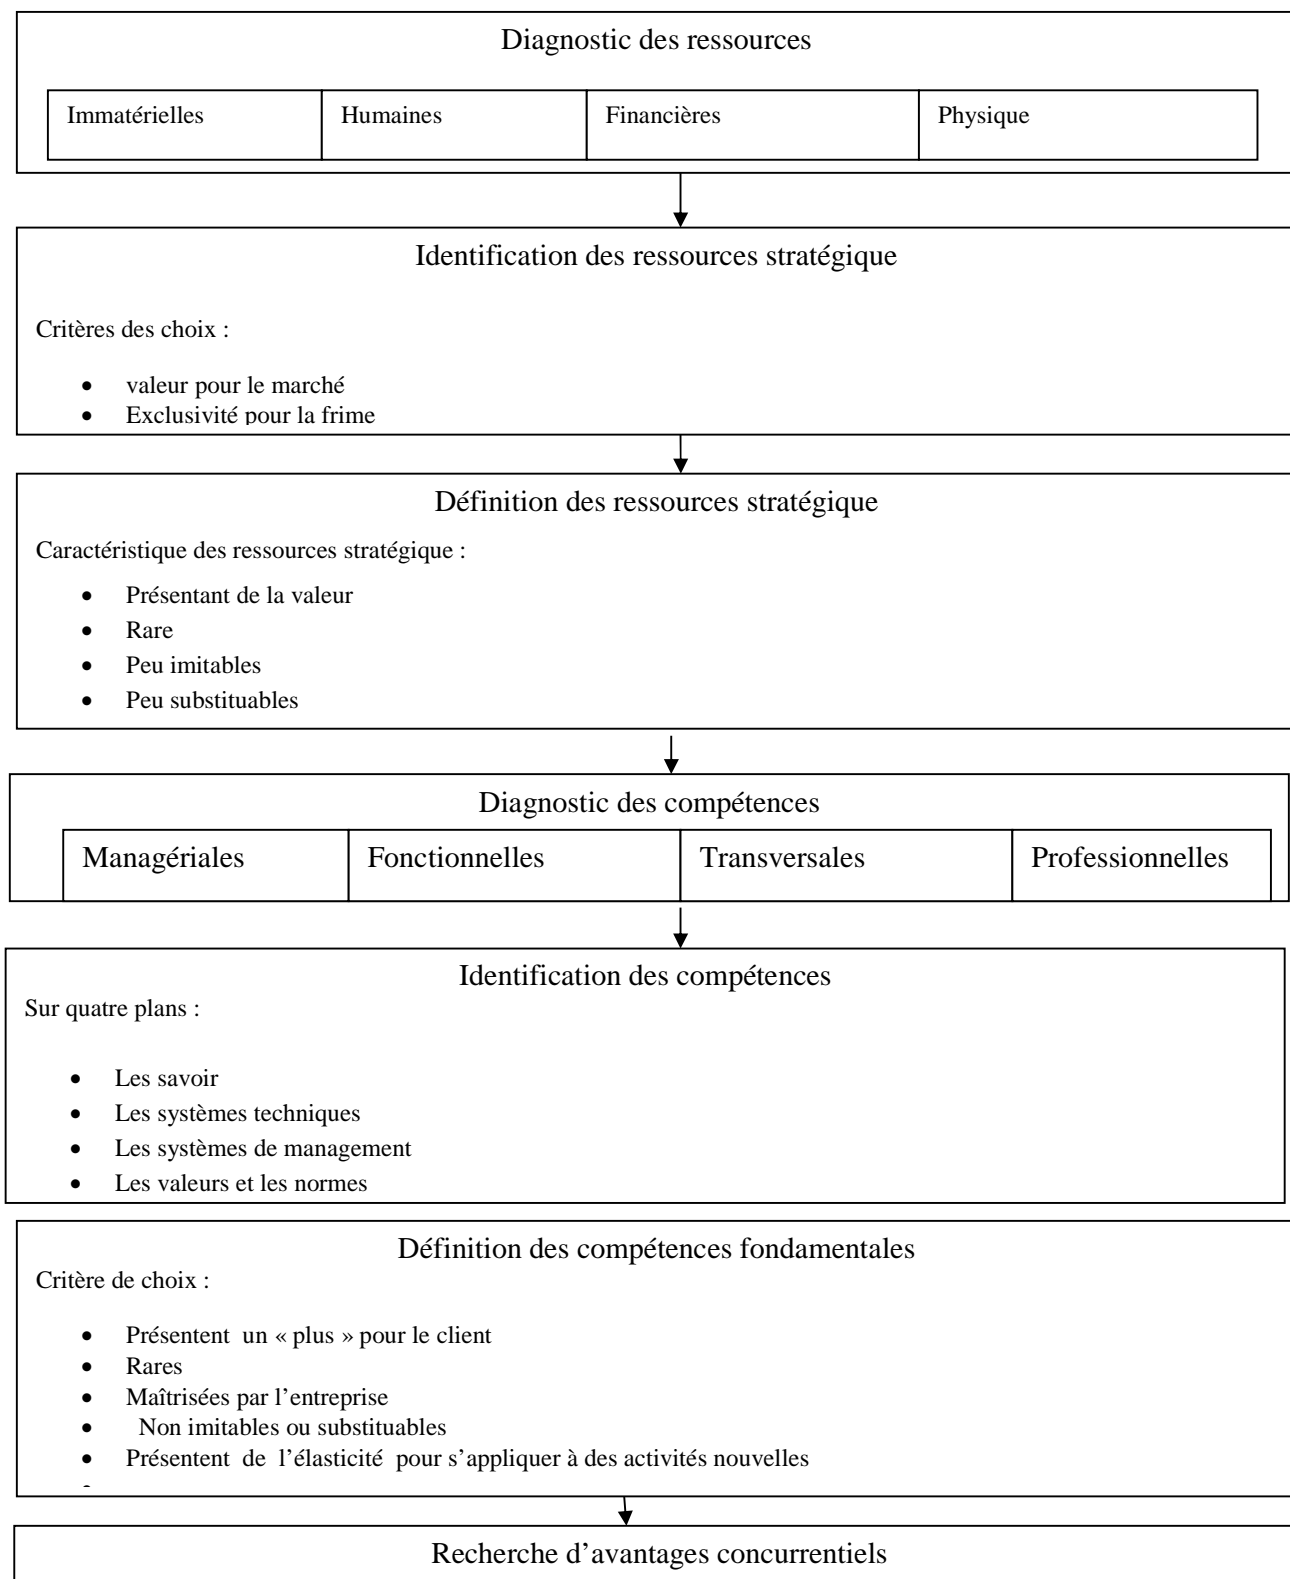 Diagnostic des ressources
Immatérielles Humaines Financières Physique
Identification des ressources stratégique
Critères des choix :
• valeur pour le marché
• Exclusivité pour la frime
Définition des ressources stratégique
Caractéristique des ressources stratégique :
• Présentant de la valeur
• Rare
• Peu imitables
• Peu substituables
Diagnostic des compétences
Managériales Fonctionnelles Transversales Professionnelles
Identification des compétences
Sur quatre plans :
• Les savoir
• Les systèmes techniques
• Les systèmes de management
• Les valeurs et les normes
Définition des compétences fondamentales
Critère de choix :
• Présentent un « plus » pour le client
• Rares
• Maîtrisées par l’entreprise
• Non imitables ou substituables
• Présentent de l’élasticité pour s’appliquer à des activités nouvelles
•
Recherche d’avantages concurrentiels